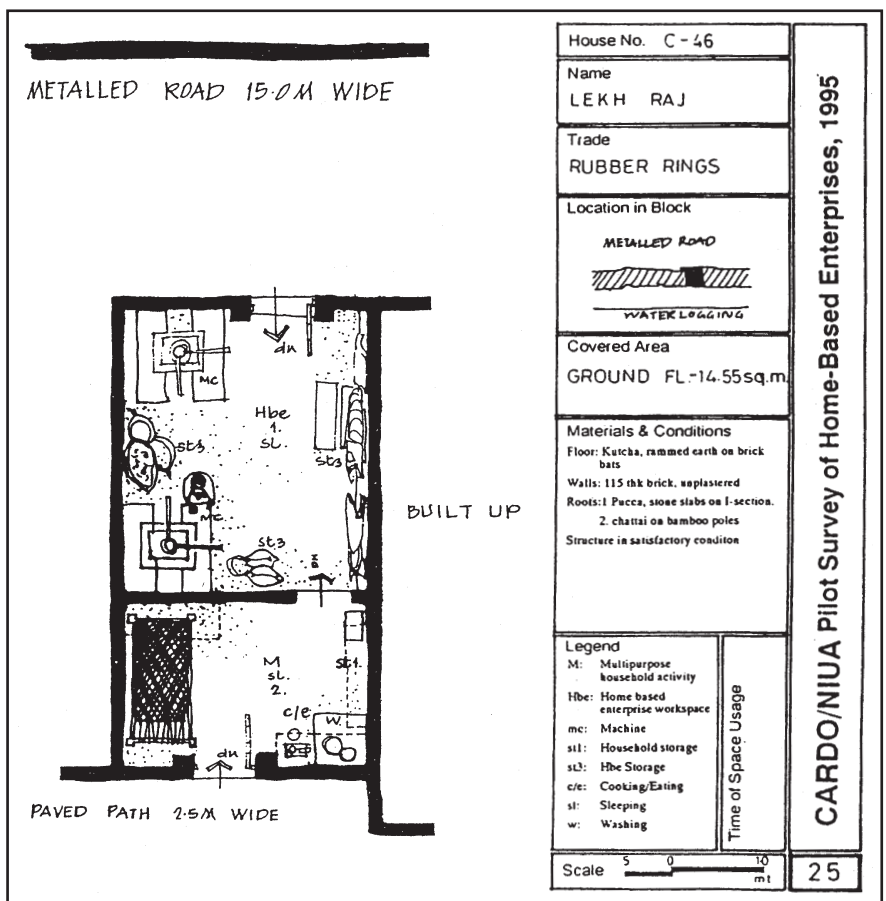 METALLED ROAD 15.0M WIDE
dn
MC
Hbe
1.
sl.
st3
st3
MC
st3
BUILT UP
M
sl.
2.
st1.
c/e
w.
dn
PAVED PATH 2.5M WIDE
House No. C-46
Name
LEKH RAJ
Trade
RUBBER RINGS
Location in Block
METALLED ROAD
WATER LOGGING
Covered Area
GROUND FL.-14.55sq.m.
Materials & Conditions
Floor: Kutcha, rammed earth on brick
bats
Walls: 115 thk brick, unplastered
Roots:1 Pucca, stone slabs on I-section.
2. chattai on bamboo poles
Structure in satisfactory conditon
Legend
M: Multipurpose
household activity
Hbe: Home based
enterprise workspace
mc: Machine
st1: Household storage
st3: Hbe Storage
c/e: Cooking/Eating
sl: Sleeping
w: Washing
Time of Space Usage
Scale 5 0 10
mt
CARDO/NIUA Pilot Survey of Home-Based Enterprises, 1995
25